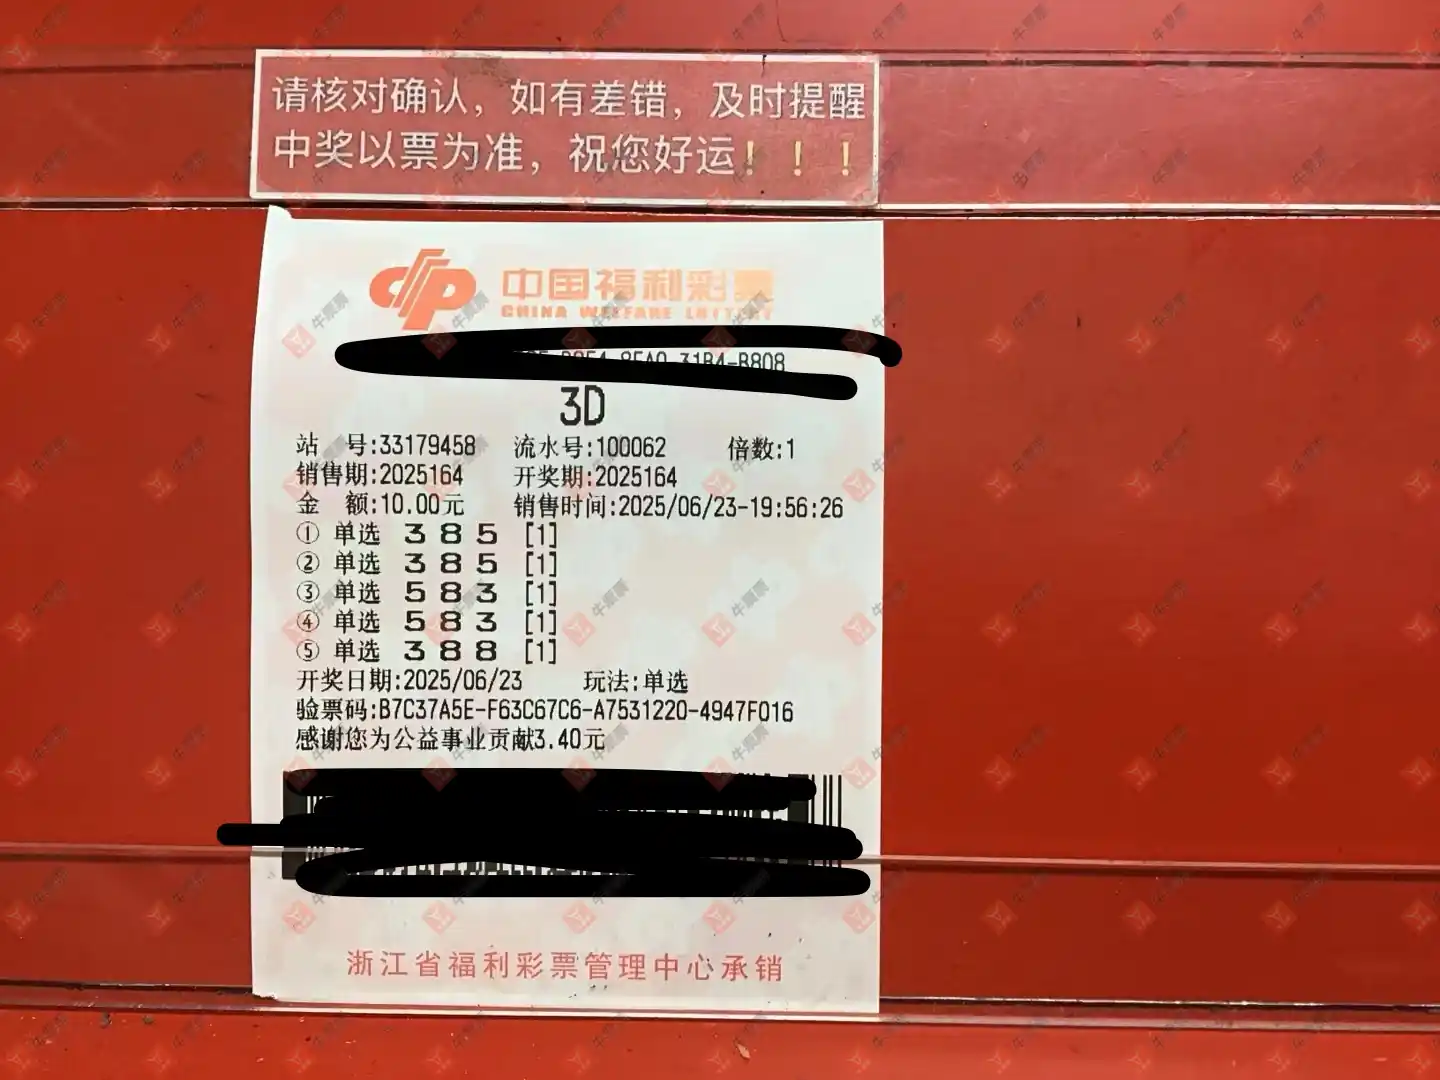 请核对确认，如有差错，及时提醒
中奖以票为准，祝您好运！！！
中国福利彩票
CHINA WELFARE LOTTERY
31B4-B808
3D
站 号:33179458 流水号:100062 倍数:1
销售期:2025164 开奖期:2025164
金 额:10.00元 销售时间:2025/06/23-19:56:26
① 单选 3 8 5 [1]
② 单选 3 8 5 [1]
③ 单选 5 8 3 [1]
④ 单选 5 8 3 [1]
⑤ 单选 3 8 8 [1]
开奖日期:2025/06/23 玩法:单选
验票码:B7C37A5E-F63C67C6-A7531220-4947F016
感谢您为公益事业贡献3.40元
浙江省福利彩票管理中心承销
牛票票